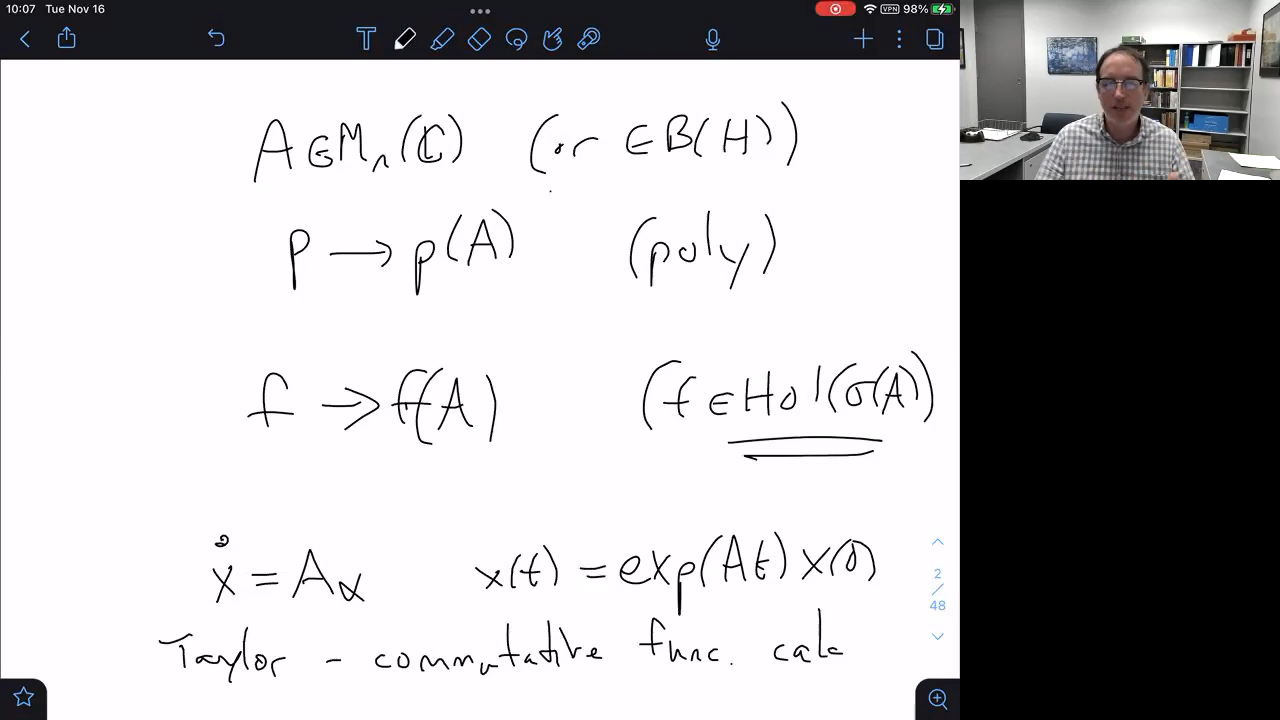 10:07 Tue Nov 16
VPN 98%
A ∈ Mₙ(ℂ) (or ∈ B(H))
p → p(A) (poly)
f → f(A) (f ∈ Hol(σ(A))
ẋ = Ax x(t) = exp(At) x(0)
2
/
48
Taylor - commutative func. calc